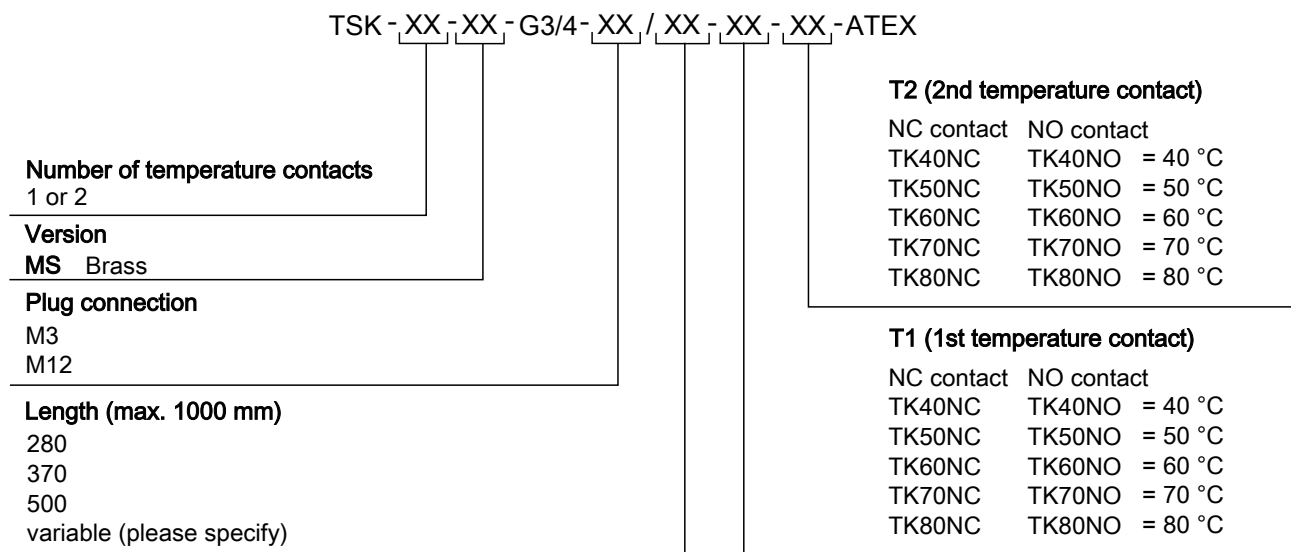 TSK - XX - XX - G3/4 - XX / XX - XX - XX - ATEX
Number of temperature contacts
1 or 2
Version
MS Brass
Plug connection
M3
M12
Length (max. 1000 mm)
280
370
500
variable (please specify)
T2 (2nd temperature contact)
NC contact NO contact
TK40NC TK40NO = 40 °C
TK50NC TK50NO = 50 °C
TK60NC TK60NO = 60 °C
TK70NC TK70NO = 70 °C
TK80NC TK80NO = 80 °C
T1 (1st temperature contact)
NC contact NO contact
TK40NC TK40NO = 40 °C
TK50NC TK50NO = 50 °C
TK60NC TK60NO = 60 °C
TK70NC TK70NO = 70 °C
TK80NC TK80NO = 80 °C